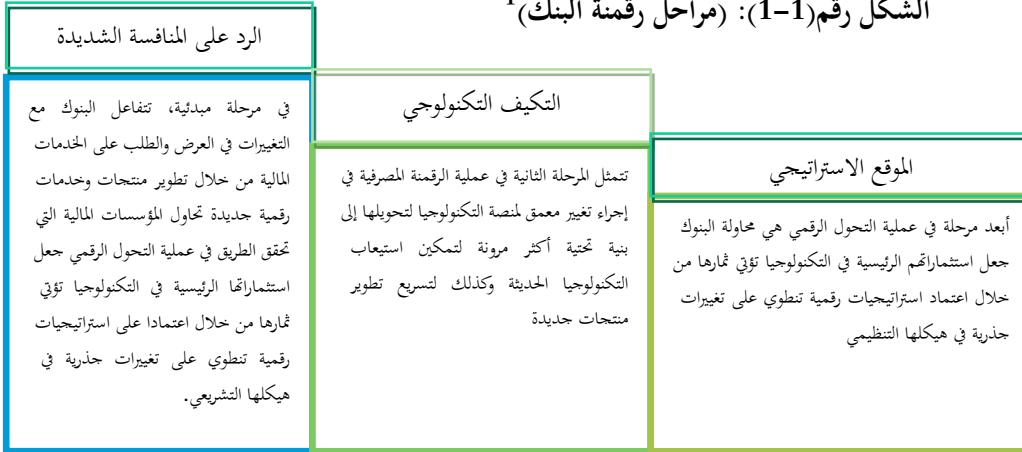 الشكل رقم(1-1): (مراحل رقمنة البنك)1
الرد على المنافسة الشديدة
في مرحلة مبدئية، تتفاعل البنوك مع
التغييرات في العرض والطلب على الخدمات
المالية من خلال تطوير منتجات وخدمات
رقمية جديدة تحاول المؤسسات المالية التي
تحقق الطريق في عملية التحول الرقمي جعل
استثماراتها الرئيسية في التكنولوجيا تؤتي
ثمارها من خلال اعتمادا على استراتيجيات
رقمية تنطوي على تغييرات جذرية في
هيكلها التشريعي.
التكيف التكنولوجي
تتمثل المرحلة الثانية في عملية الرقمنة المصرفية في
إجراء تغيير معمق لمنصة التكنولوجيا لتحويلها إلى
بنية تحتية أكثر مرونة لتمكين استيعاب
التكنولوجيا الحديثة وكذلك لتسريع تطوير
منتجات جديدة
الموقع الاستراتيجي
أبعد مرحلة في عملية التحول الرقمي هي محاولة البنوك
جعل استثماراتهم الرئيسية في التكنولوجيا تؤتي ثمارها من
خلال اعتماد استراتيجيات رقمية تنطوي على تغييرات
جذرية في هيكلها التنظيمي